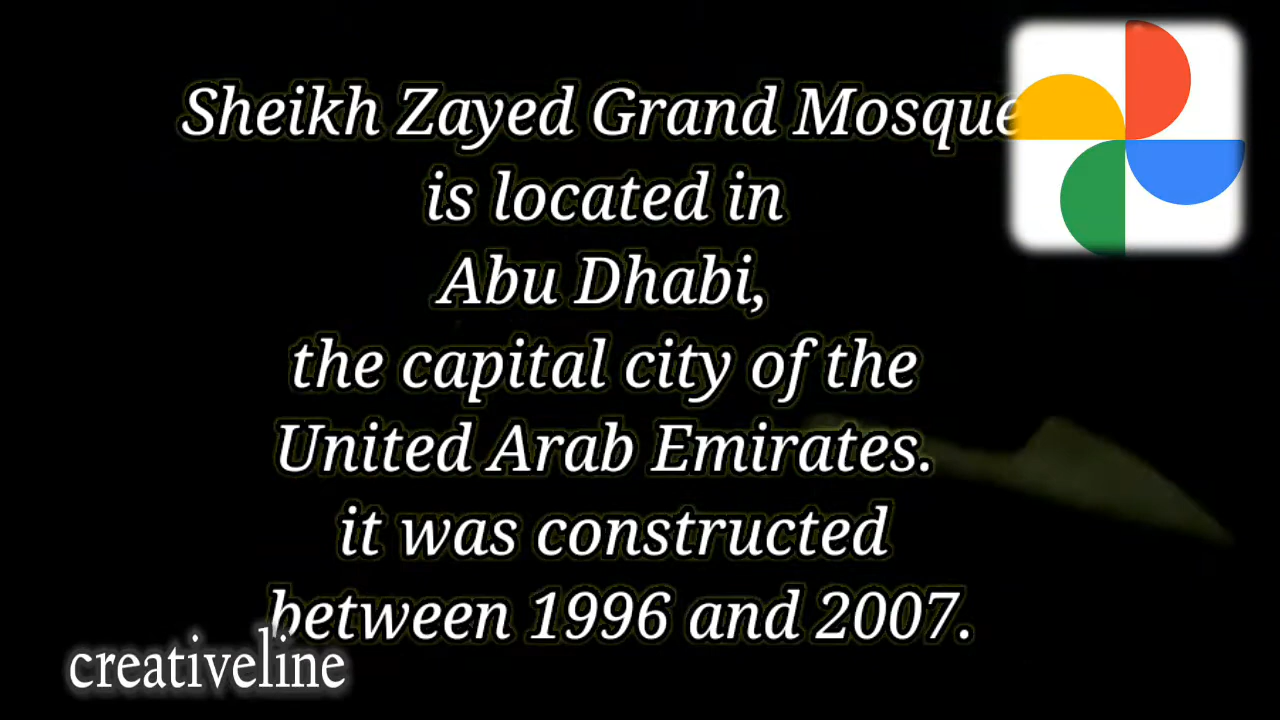 Sheikh Zayed Grand Mosque
is located in
Abu Dhabi,
the capital city of the
United Arab Emirates.
it was constructed
between 1996 and 2007.
creativeline